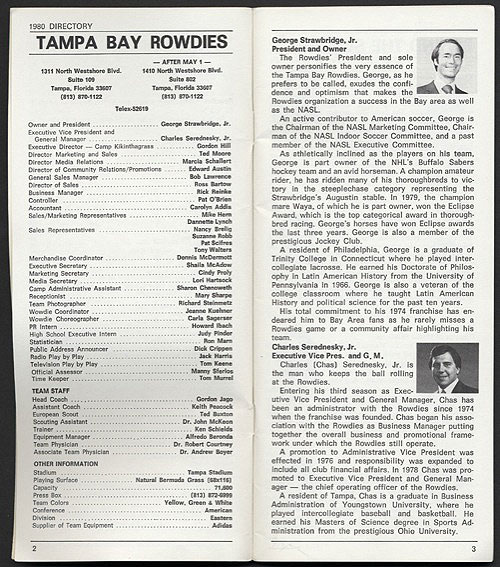 1980 DIRECTORY
TAMPA BAY ROWDIES
— AFTER MAY 1 —
1311 North Westshore Blvd.
Suite 109
Tampa, Florida 33607
(813) 870-1122
1410 North Westshore Blvd.
Suite 802
Tampa, Florida 33607
(813) 870-1122
Telex-52619
Owner and President George Strawbridge, Jr.
Executive Vice President and
General Manager Charles Serednesky, Jr.
Executive Director — Camp Kikinthagrass Gordon Hill
Director Marketing and Sales Ted Moore
Director Media Relations Marcia Schallert
Director of Community Relations/Promotions Edward Austin
General Sales Manager Bob Lawrence
Director of Sales Ross Bartow
Business Manager Rick Reinke
Controller Pat O'Brien
Accountant Carolyn Addis
Sales/Marketing Representatives Mike Hem
Dannette Lynch
Sales Representatives Nancy Brelig
Suzanne Robb
Pat Scifres
Tony Walters
Merchandise Coordinator Dennis McDermott
Executive Secretary Shaila McAdow
Marketing Secretary Cindy Proly
Media Secretary Lori Hartsock
Camp Administrative Assistant Sharon Chenoweth
Receptionist Mary Sharpe
Team Photographer Richard Steinmetz
Wowdie Coordinator Jeanne Kuehner
Wowdie Choreographer Carla Sagerser
PR Intern Howard Ibach
High School Executive Intern Judy Pindor
Statistician Ron Marn
Public Address Announcer Dick Crippen
Radio Play by Play Jack Harris
Television Play by Play Tom Keene
Official Assessor Manny Sferios
Time Keeper Tom Murrel
TEAM STAFF
Head Coach Gordon Jago
Assistant Coach Keith Peacock
European Scout Ted Buxton
Scouting Assistant Dr. John McKeon
Trainer Ken Schields
Equipment Manager Alfredo Beronda
Team Physician Dr. Robert Courtney
Associate Team Physician Dr. Andrew Boyer
OTHER INFORMATION
Stadium Tampa Stadium
Playing Surface Natural Bermuda Grass (68x116)
Capacity 71,600
Press Box (813) 872-6999
Team Colors Yellow, Green & White
Conference American
Division Eastern
Supplier of Team Equipment Adidas
2
George Strawbridge, Jr.
President and Owner
The Rowdies' President and sole
owner personifies the very essence of
the Tampa Bay Rowdies. George, as he
prefers to be called, exudes the confi-
dence and optimism that makes the
Rowdies organization a success in the Bay area as well
as the NASL.
An active contributor to American soccer, George is
the Chairman of the NASL Marketing Committee, Chair-
man of the NASL Indoor Soccer Committee, and a past
member of the NASL Executive Committee.
As athletically inclined as the players on his team,
George is part owner of the NHL's Buffalo Sabers
hockey team and an avid horseman. A champion amateur
rider, he has ridden many of his thoroughbreds to vic-
tory in the steeplechase category representing the
Strawbridge's Augustin stable. In 1979, the champion
mare Waya, of which he is part owner, won the Eclipse
Award, which is the top categorical award in thorough-
bred racing. George's horses have won Eclipse awards
the last three years. George is also a member of the
prestigious Jockey Club.
A resident of Philadelphia, George is a graduate of
Trinity College in Connecticut where he played inter-
collegiate lacrosse. He earned his Doctorate of Philos-
ophy in Latin American History from the University of
Pennsylvania in 1966. George is also a veteran of the
college classroom where he taught Latin American
History and political science for the past ten years.
His total commitment to his 1974 franchise has en-
deared him to Bay Area fans as he rarely misses a
Rowdies game or a community affair highlighting his
team.
Charles Serednesky, Jr.
Executive Vice Pres. and G. M.
Charles (Chas) Serednesky, Jr. is
the man who keeps the ball rolling
at the Rowdies.
Entering his third season as Exec-
utive Vice President and General Manager, Chas has
been an administrator with the Rowdies since 1974
when the franchise was founded. Chas began his asso-
ciation with the Rowdies as Business Manager putting
together the overall business and promotional frame-
work under which the Rowdies still operate.
A promotion to Administrative Vice President was
effected in 1976 and responsibility was expanded to
include all club financial affairs. In 1978 Chas was pro-
moted to Executive Vice President and General Man-
ager — the chief operating officer of the Rowdies.
A resident of Tampa, Chas is a graduate in Business
Administration of Youngstown University, where he
played intercollegiate baseball and basketball. He
earned his Masters of Science degree in Sports Ad-
ministration from the prestigious Ohio University.
3